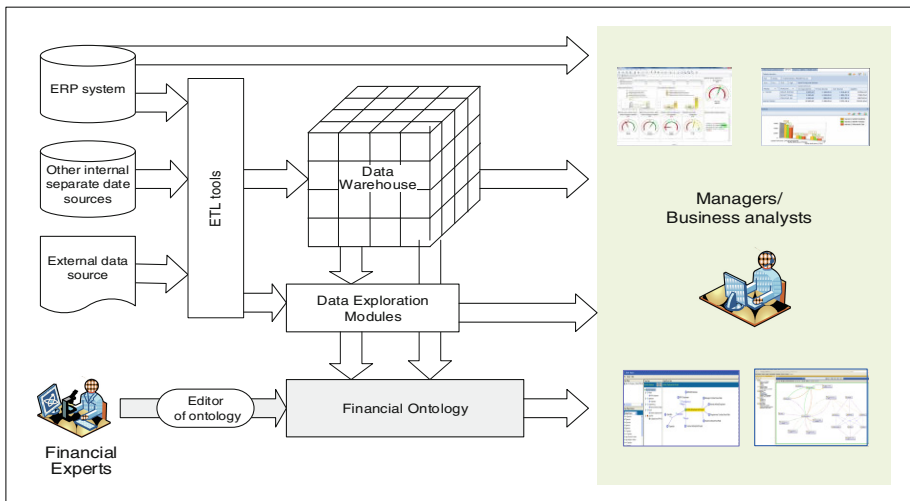 ERP system
Other internal
separate date
sources
External data
source
ETL tools
Data
Warehouse
Data Exploration
Modules
Managers/
Business analysts
Editor
of ontology
Financial Ontology
Financial
Experts